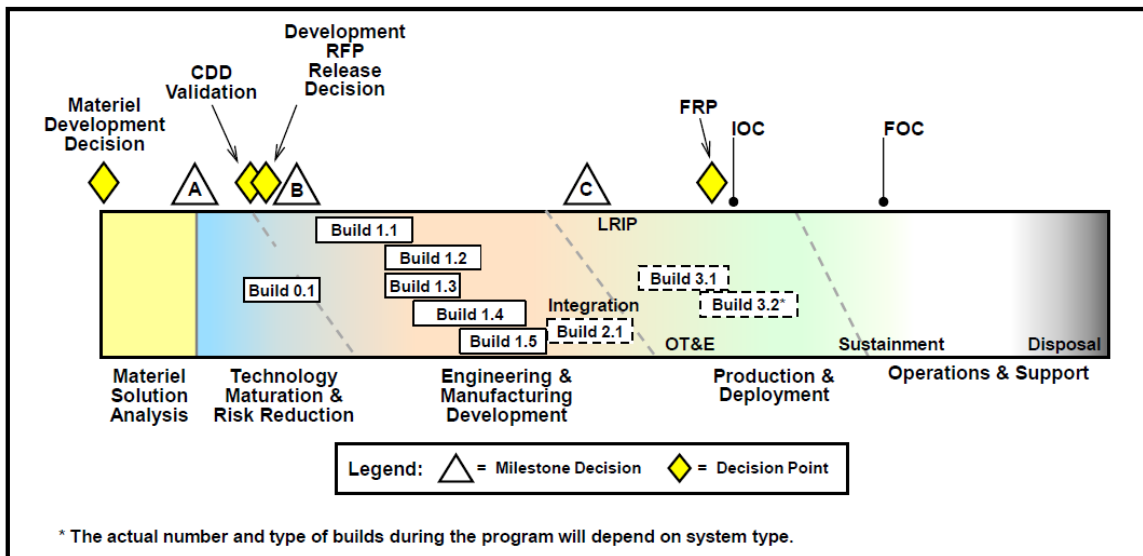 Development
RFP
Release
Decision
CDD
Validation
Materiel
Development
Decision
FRP
IOC
FOC
A
B
C
LRIP
Build 1.1
Build 1.2
Build 0.1
Build 1.3
Build 3.1
Build 1.4
Integration
Build 3.2*
Build 2.1
Build 1.5
OT&E
Sustainment
Disposal
Materiel
Solution
Analysis
Technology
Maturation &
Risk Reduction
Engineering &
Manufacturing
Development
Production &
Deployment
Operations & Support
Legend:
= Milestone Decision
= Decision Point
* The actual number and type of builds during the program will depend on system type.